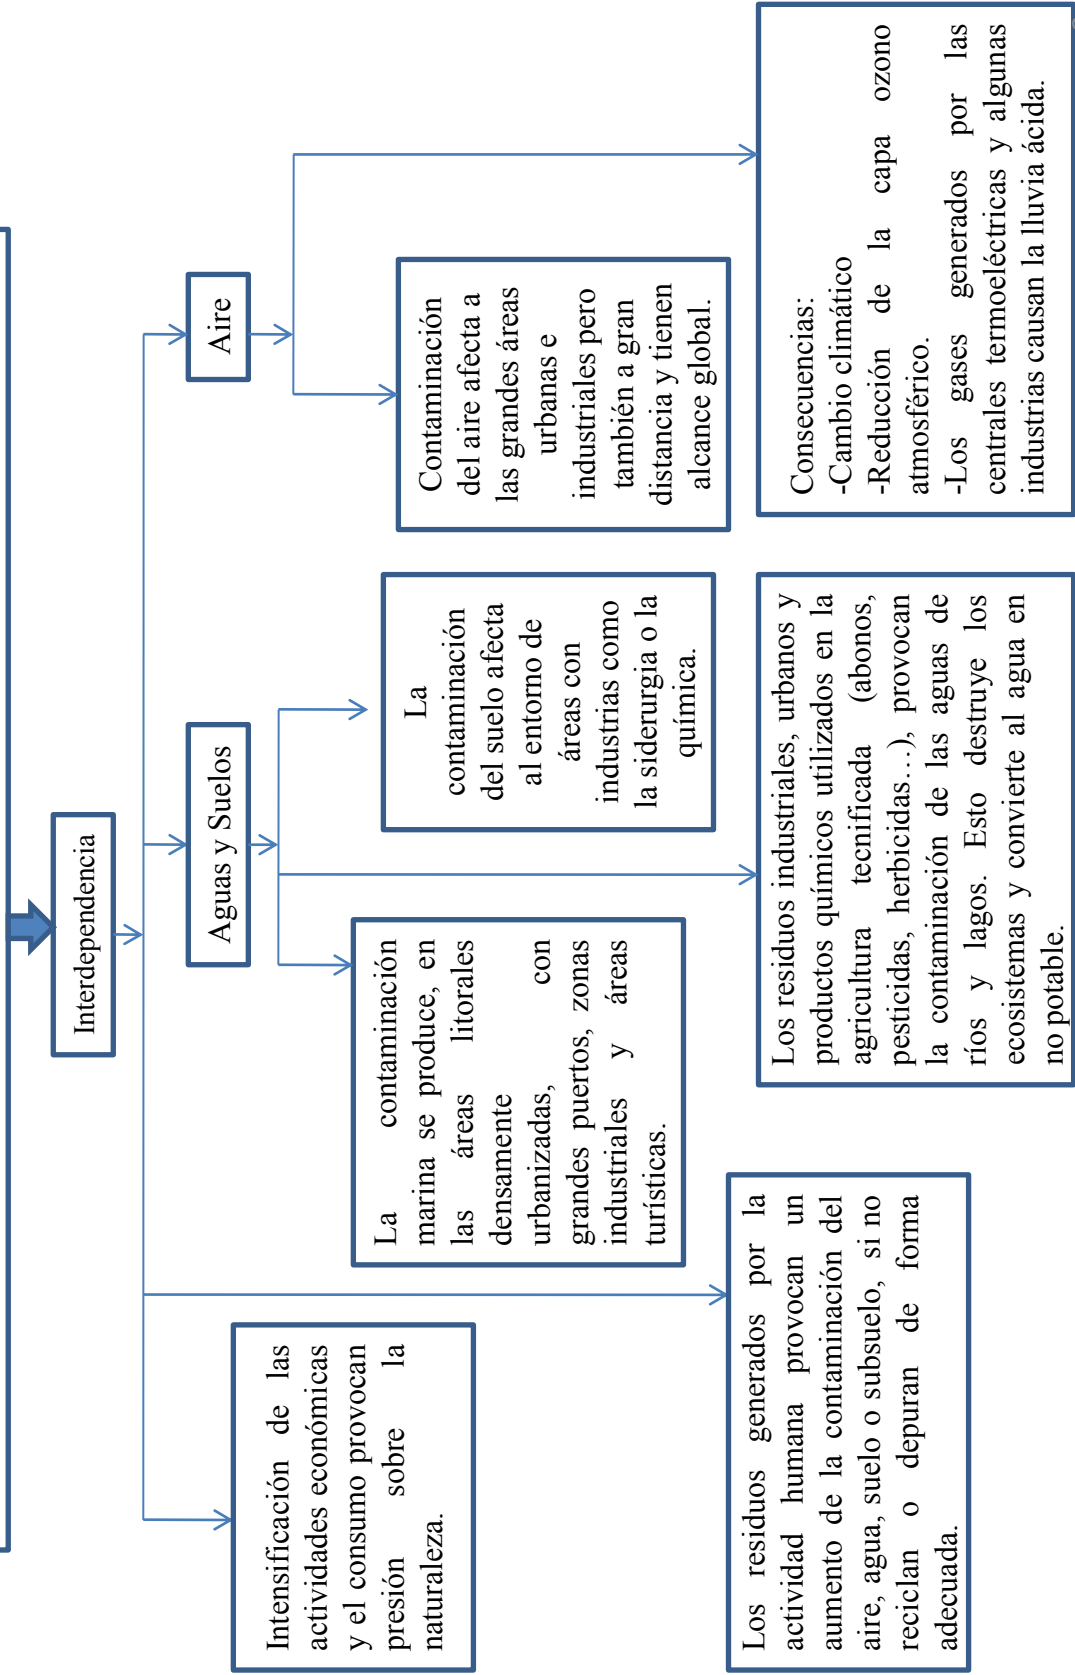 Interdependencia
Intensificación de las
actividades económicas
y el consumo provocan
presión sobre la
naturaleza.
Los residuos generados por la
actividad humana provocan un
aumento de la contaminación del
aire, agua, suelo o subsuelo, si no
reciclan o depuran de forma
adecuada.
Aguas y Suelos
La contaminación
marina se produce, en
las áreas litorales
densamente
urbanizadas, con
grandes puertos, zonas
industriales y áreas
turísticas.
Los residuos industriales, urbanos y
productos químicos utilizados en la
agricultura tecnificada (abonos,
pesticidas, herbicidas…), provocan
la contaminación de las aguas de
ríos y lagos. Esto destruye los
ecosistemas y convierte al agua en
no potable.
La
contaminación
del suelo afecta
al entorno de
áreas con
industrias como
la siderurgia o la
química.
Aire
Contaminación
del aire afecta a
las grandes áreas
urbanas e
industriales pero
también a gran
distancia y tienen
alcance global.
Consecuencias:
-Cambio climático
-Reducción de la capa ozono
atmosférico.
-Los gases generados por las
centrales termoeléctricas y algunas
industrias causan la lluvia ácida.